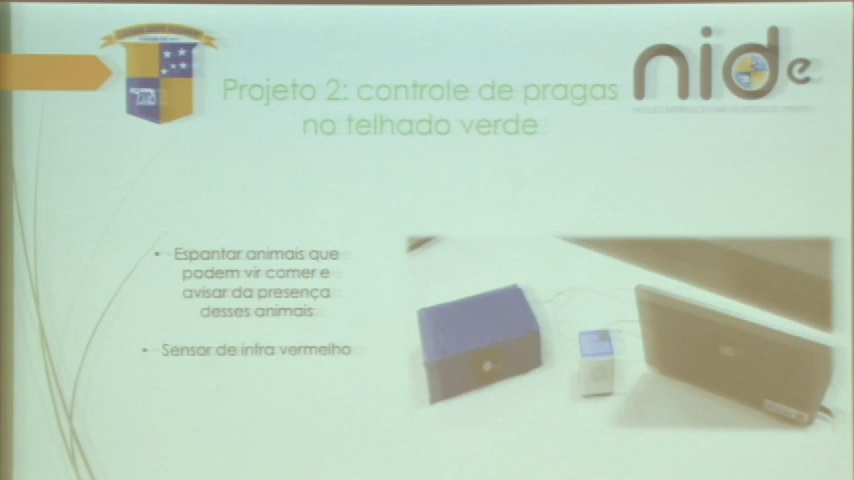 nide
Projeto 2: controle de pragas
no telhado verde
• Espantar animais que
podem vir comer e
avisar da presença
desses animais
• Sensor de infra vermelho